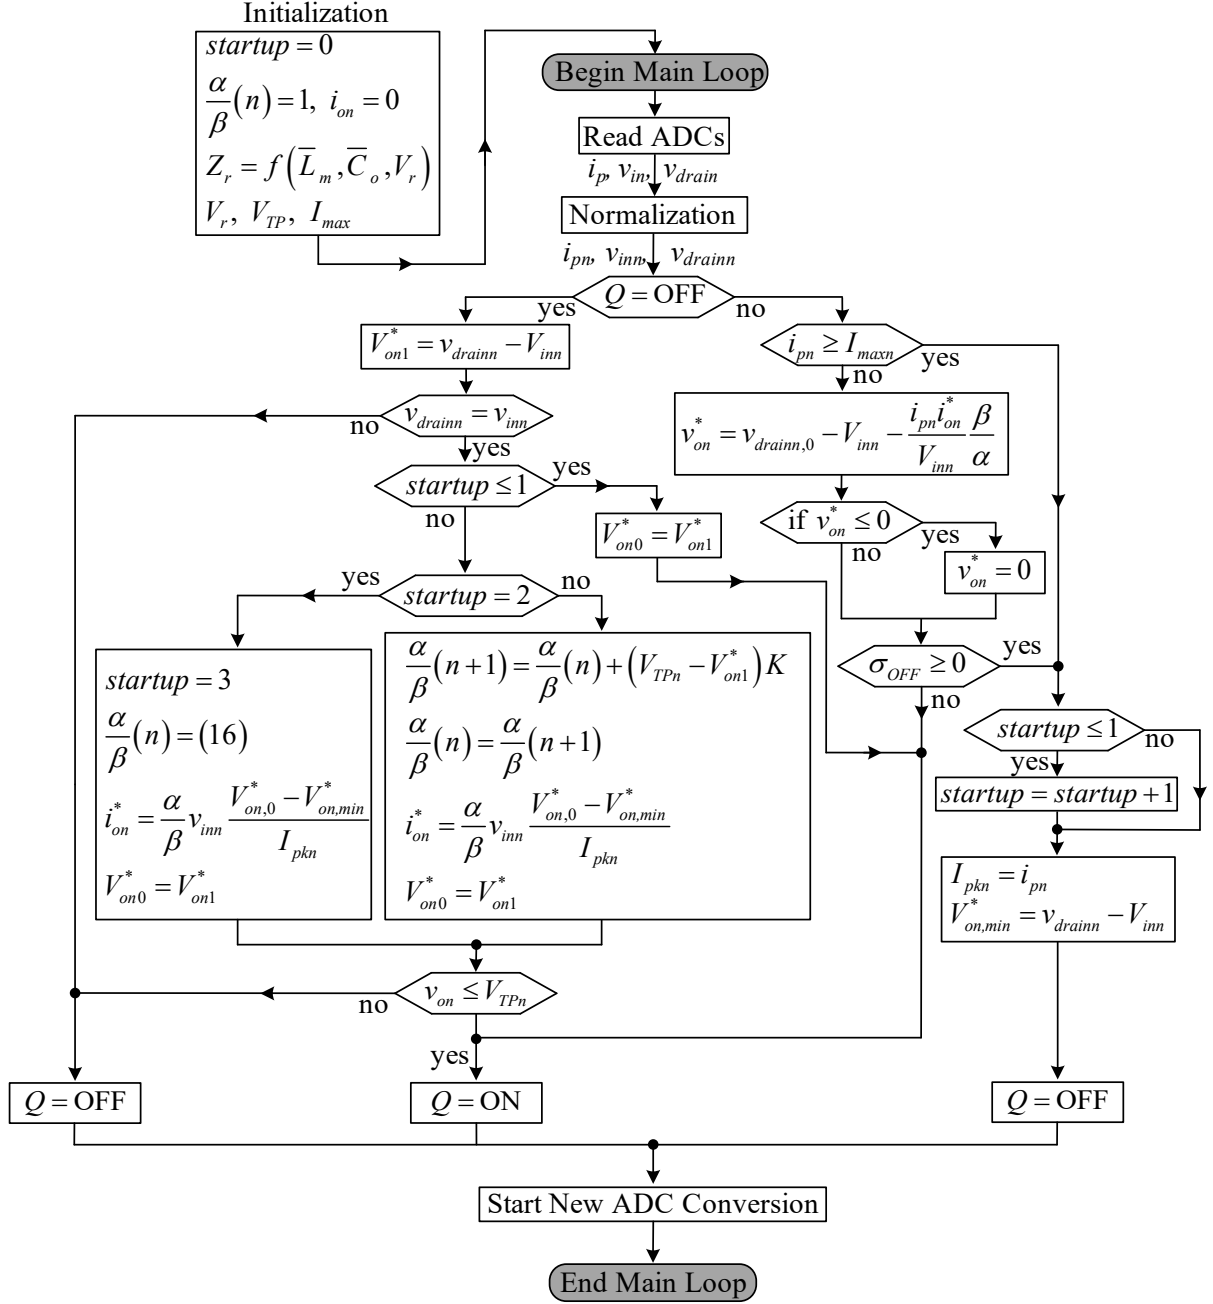 Initialization
startup = 0
α/β (n) = 1, i_on = 0
Z_r = f(L̅_m, C̅_o, V_r)
V_r, V_TP, I_max
Begin Main Loop
Read ADCs
i_p, v_in, v_drain
Normalization
i_pn, v_inn, v_drainn
Q = OFF
yes
no
V*_on1 = v_drainn − V_inn
i_pn ≥ I_maxn
yes
no
v_drainn = v_inn
no
yes
v*_on = v_drainn,0 − V_inn − (i_pn i*_on / V_inn) β/α
startup ≤ 1
yes
no
V*_on0 = V*_on1
if v*_on ≤ 0
yes
no
v*_on = 0
startup = 2
yes
no
startup = 3
α/β (n) = (16)
i*_on = α/β v_inn (V*_on,0 − V*_on,min) / I_pkn
V*_on0 = V*_on1
α/β (n+1) = α/β (n) + (V_TPn − V*_on1) K
α/β (n) = α/β (n+1)
i*_on = α/β v_inn (V*_on,0 − V*_on,min) / I_pkn
V*_on0 = V*_on1
σ_OFF ≥ 0
yes
no
startup ≤ 1
no
yes
startup = startup + 1
I_pkn = i_pn
V*_on,min = v_drainn − V_inn
v_on ≤ V_TPn
no
yes
Q = OFF
Q = ON
Q = OFF
Start New ADC Conversion
End Main Loop